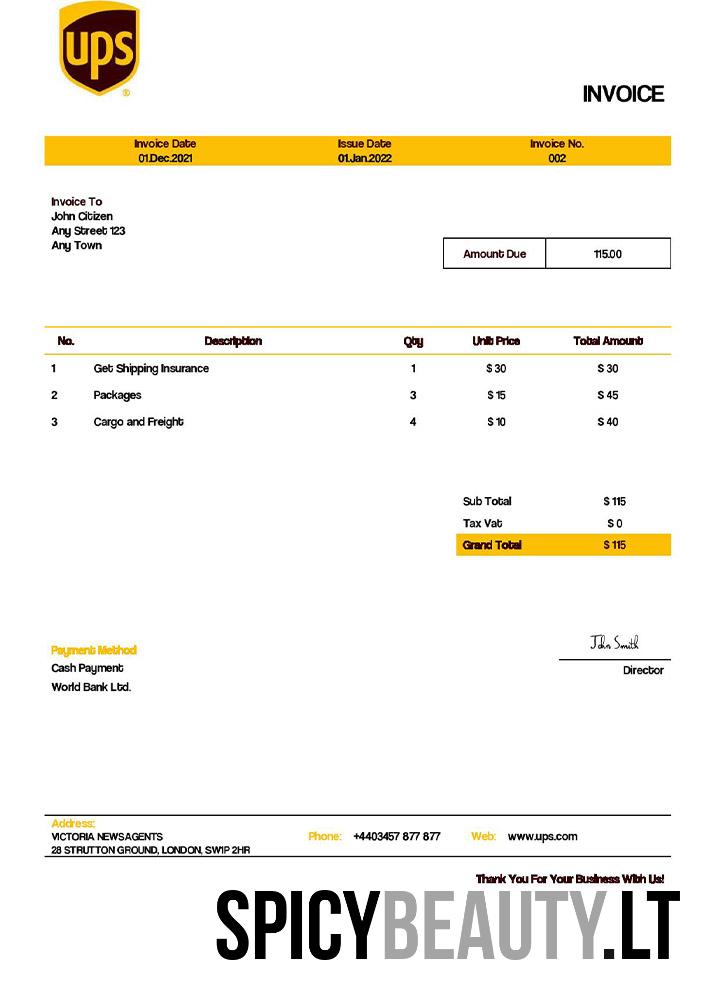 ups
®
INVOICE
Invoice Date Issue Date Invoice No.
01.Dec.2021 01.Jan.2022 002
Invoice To
John Citizen
Any Street 123
Any Town
Amount Due 115.00
No. Description Qty Unit Price Total Amount
1 Get Shipping Insurance 1 $ 30 $ 30
2 Packages 3 $ 15 $ 45
3 Cargo and Freight 4 $ 10 $ 40
Sub Total $ 115
Tax Vat $ 0
Grand Total $ 115
John Smith
Payment Method
Cash Payment
Director
World Bank Ltd.
Address:
VICTORIA NEWSAGENTS Phone: +4403457 877 877 Web: www.ups.com
28 STRUTTON GROUND, LONDON, SW1P 2HR
Thank You For Your Business With Us!
SPICYBEAUTY.LT